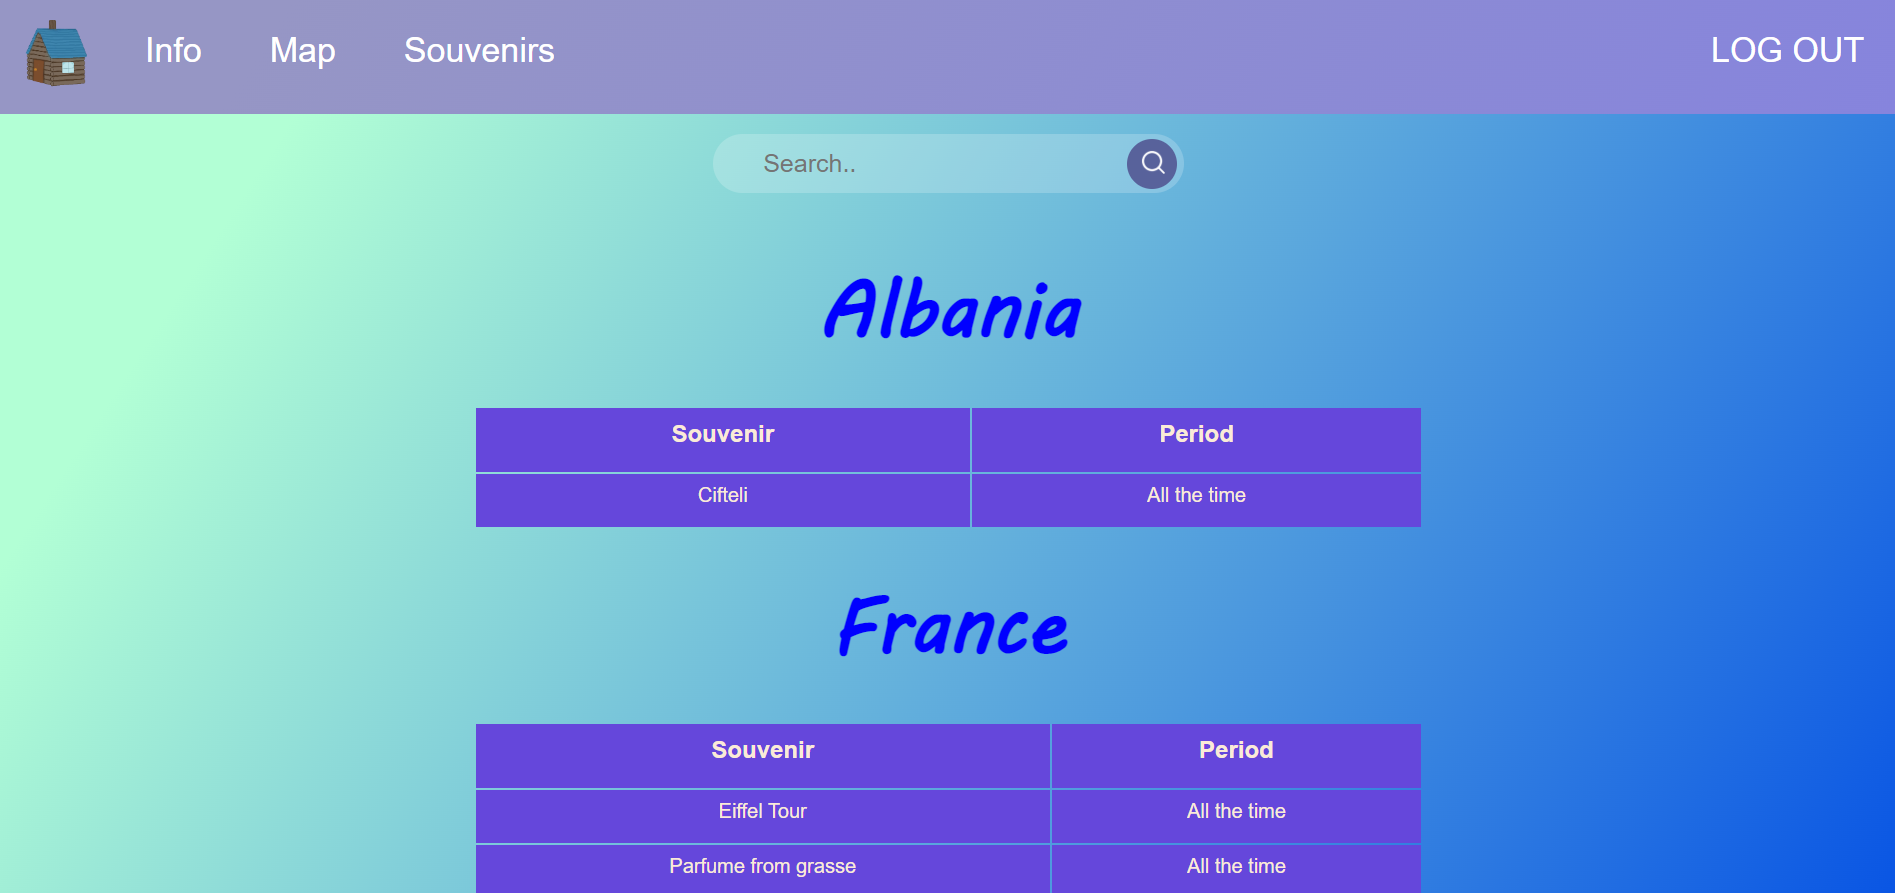 Info Map Souvenirs LOG OUT
Search..
Albania
Souvenir Period
Cifteli All the time
France
Souvenir Period
Eiffel Tour All the time
Parfume from grasse All the time